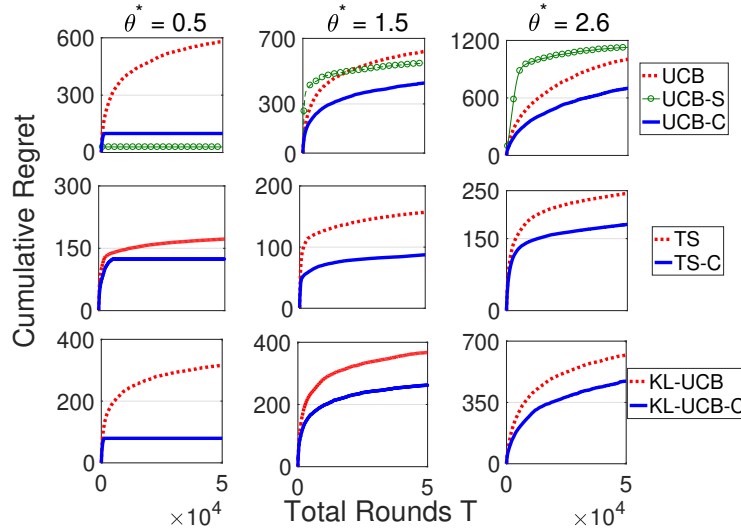 θ* = 0.5
θ* = 1.5
θ* = 2.6
600
300
0
700
300
0
1200
600
0
UCB
UCB-S
UCB-C
300
150
0
200
100
0
250
150
0
TS
TS-C
400
200
0
0
5
×10⁴
400
200
0
0
5
700
350
0
0
5
×10⁴
KL-UCB
KL-UCB-C
Cumulative Regret
Total Rounds T